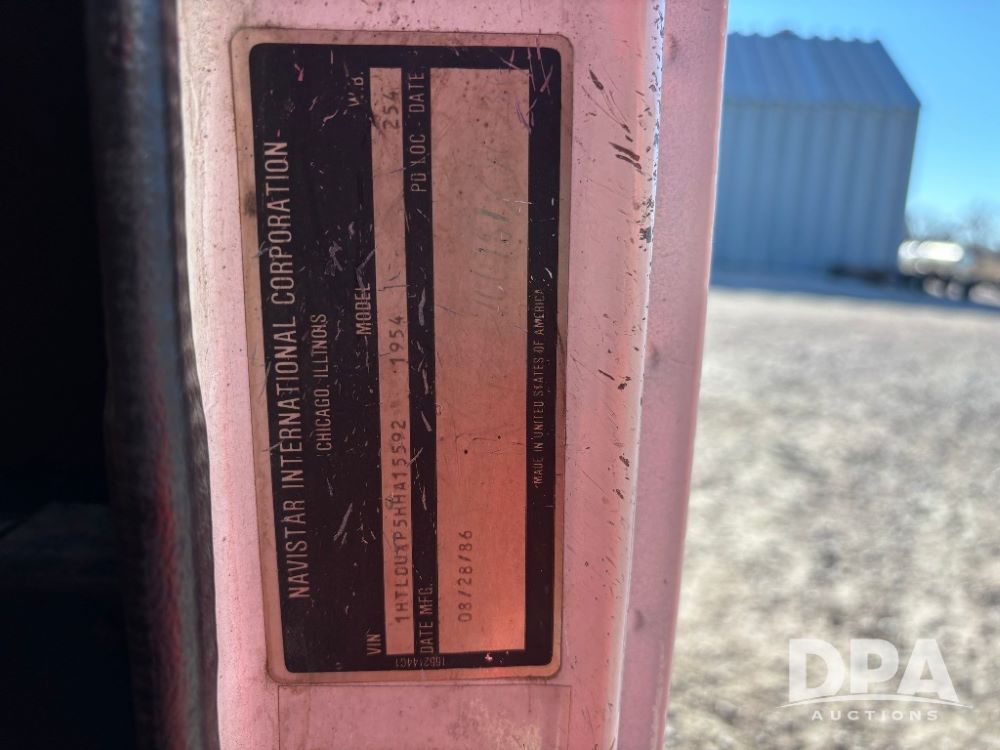 NAVISTAR INTERNATIONAL CORPORATION
CHICAGO, ILLINOIS
VIN MODEL W.B.
1HTLDUXP5HHA15592 1954 254
DATE MFG. PD LOC DATE
08/28/86
MADE IN UNITED STATES OF AMERICA
1652144C1
DPA
AUCTIONS